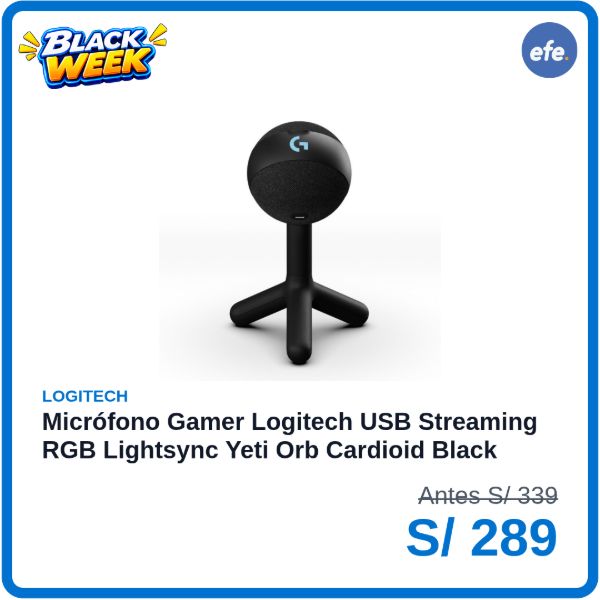 BLACK
WEEK
efe.
G
LOGITECH
Micrófono Gamer Logitech USB Streaming
RGB Lightsync Yeti Orb Cardioid Black
Antes S/ 339
S/ 289